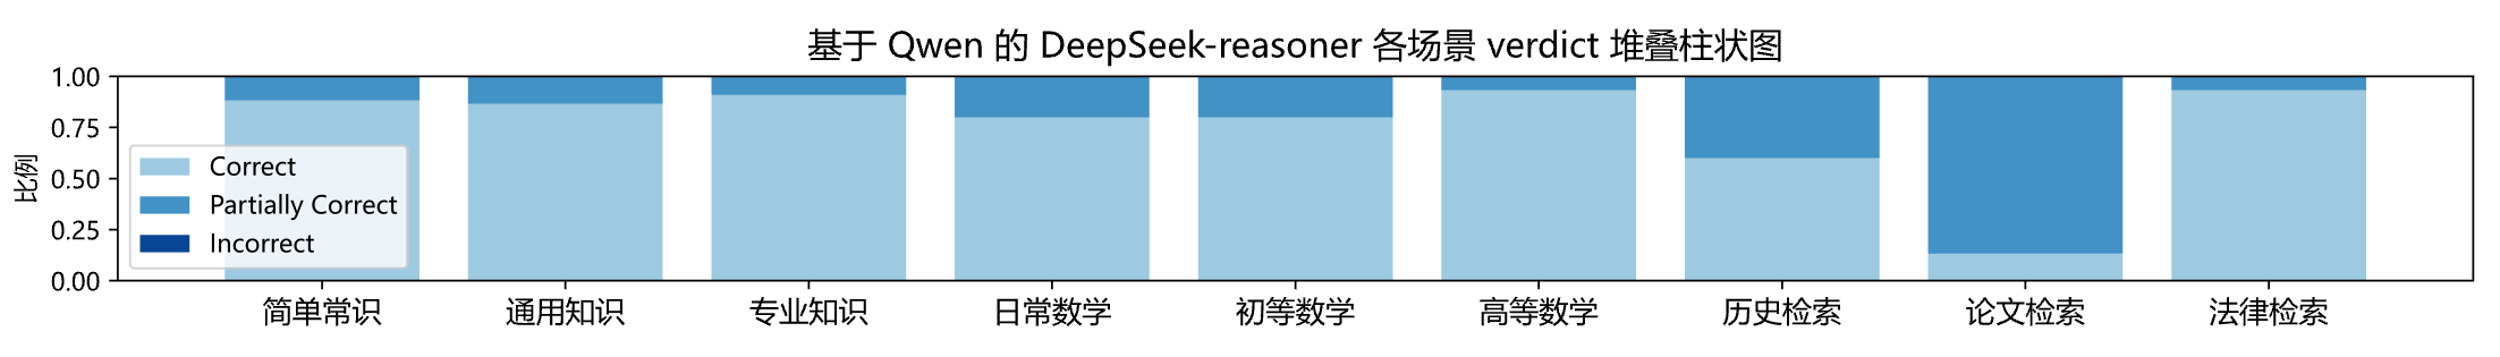 基于 Qwen 的 DeepSeek-reasoner 各场景 verdict 堆叠柱状图
比例
1.00
0.75
0.50
0.25
0.00
Correct
Partially Correct
Incorrect
简单常识 通用知识 专业知识 日常数学 初等数学 高等数学 历史检索 论文检索 法律检索